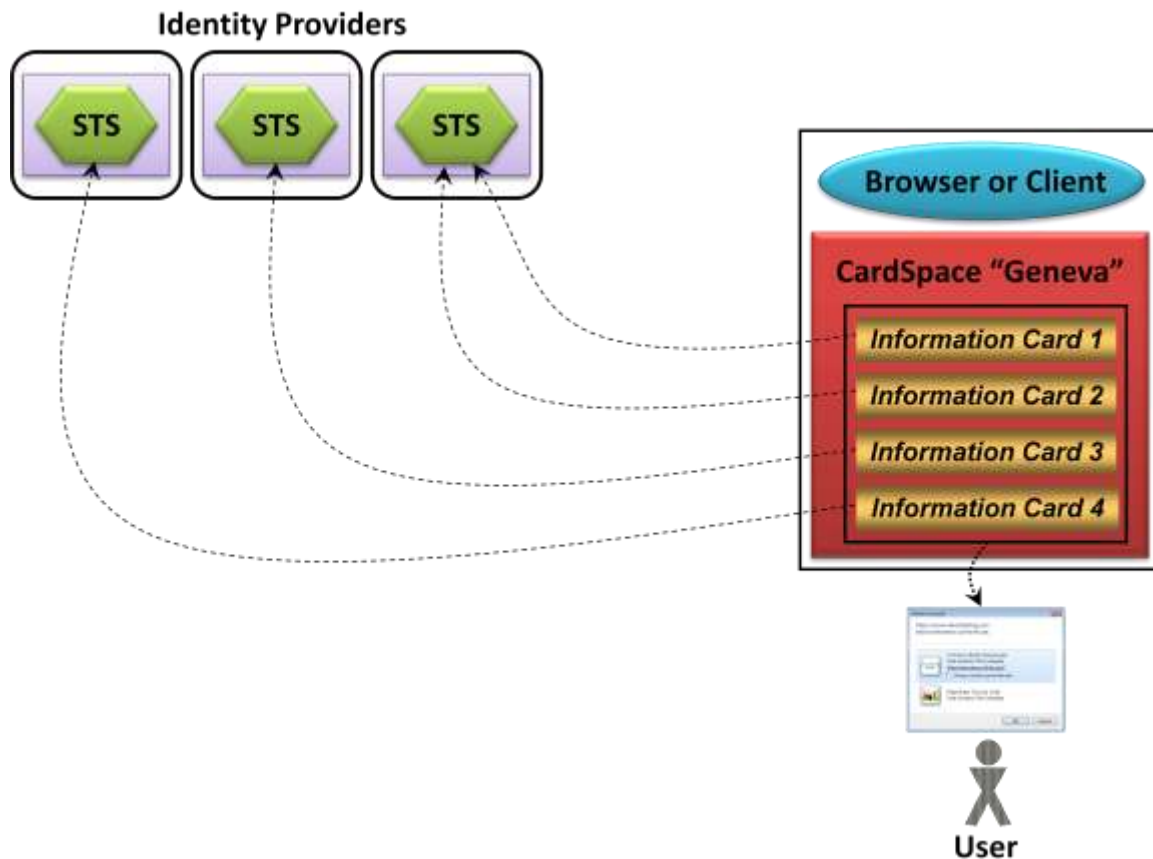 Identity Providers
STS
STS
STS
Browser or Client
CardSpace “Geneva”
Information Card 1
Information Card 2
Information Card 3
Information Card 4
User